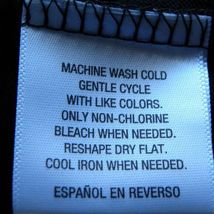 MACHINE WASH COLD
GENTLE CYCLE
WITH LIKE COLORS.
ONLY NON-CHLORINE
BLEACH WHEN NEEDED.
RESHAPE DRY FLAT.
COOL IRON WHEN NEEDED.
ESPAÑOL EN REVERSO